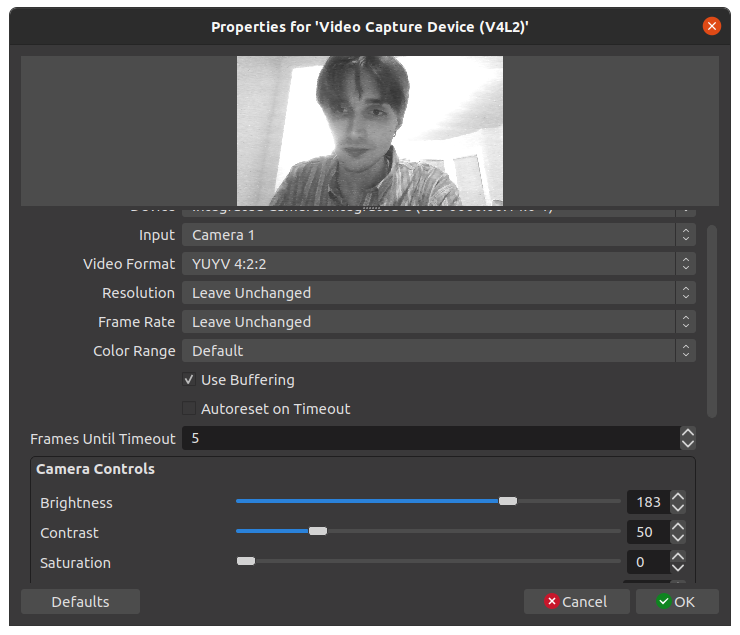 Properties for 'Video Capture Device (V4L2)'
Input Camera 1
Video Format YUYV 4:2:2
Resolution Leave Unchanged
Frame Rate Leave Unchanged
Color Range Default
Use Buffering
Autoreset on Timeout
Frames Until Timeout 5
Camera Controls
Brightness 183
Contrast 50
Saturation 0
Defaults Cancel OK